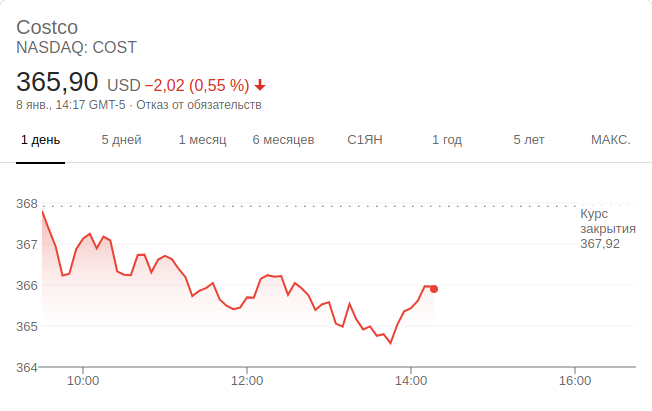 Costco
NASDAQ: COST
365,90 USD −2,02 (0,55 %)
8 янв., 14:17 GMT-5 · Отказ от обязательств
1 день 5 дней 1 месяц 6 месяцев С1ЯН 1 год 5 лет МАКС.
368
Курс
закрытия
367,92
367
366
365
364
10:00 12:00 14:00 16:00